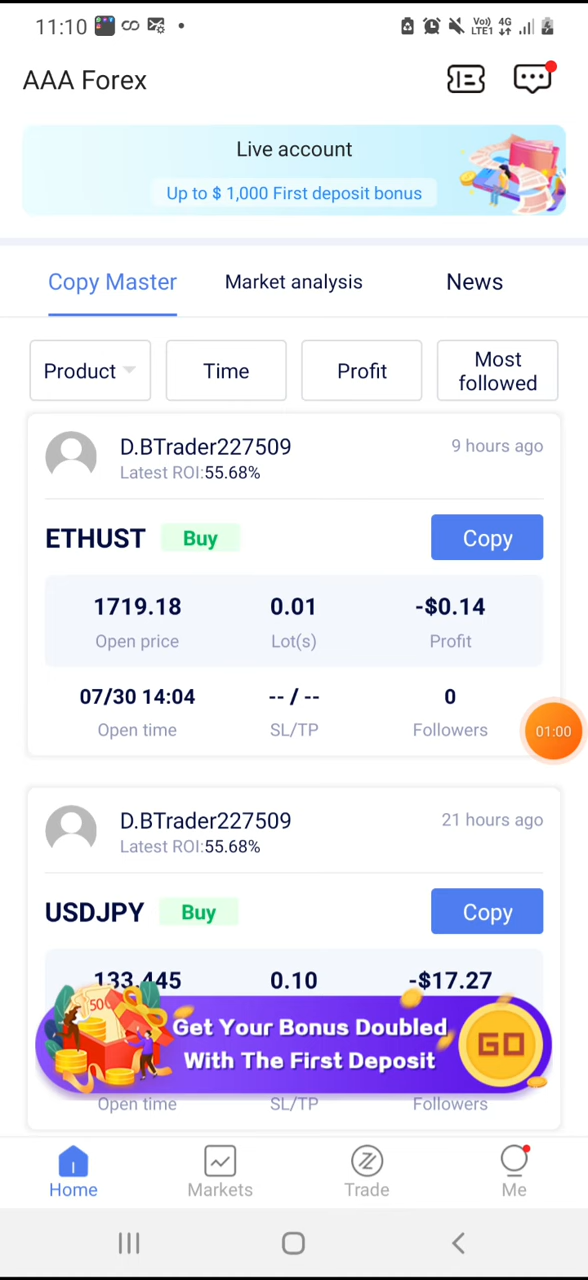 11:10
Vo)) 4G
LTE1
AAA Forex
Live account
Up to $ 1,000 First deposit bonus
Copy Master Market analysis News
Product Time Profit Most followed
D.BTrader227509 9 hours ago
Latest ROI:55.68%
ETHUST Buy Copy
1719.18 0.01 -$0.14
Open price Lot(s) Profit
07/30 14:04 -- / -- 0
Open time SL/TP Followers
01:00
D.BTrader227509 21 hours ago
Latest ROI:55.68%
USDJPY Buy Copy
133.445 0.10 -$17.27
Get Your Bonus Doubled
With The First Deposit
GO
Open time SL/TP Followers
Home Markets Trade Me